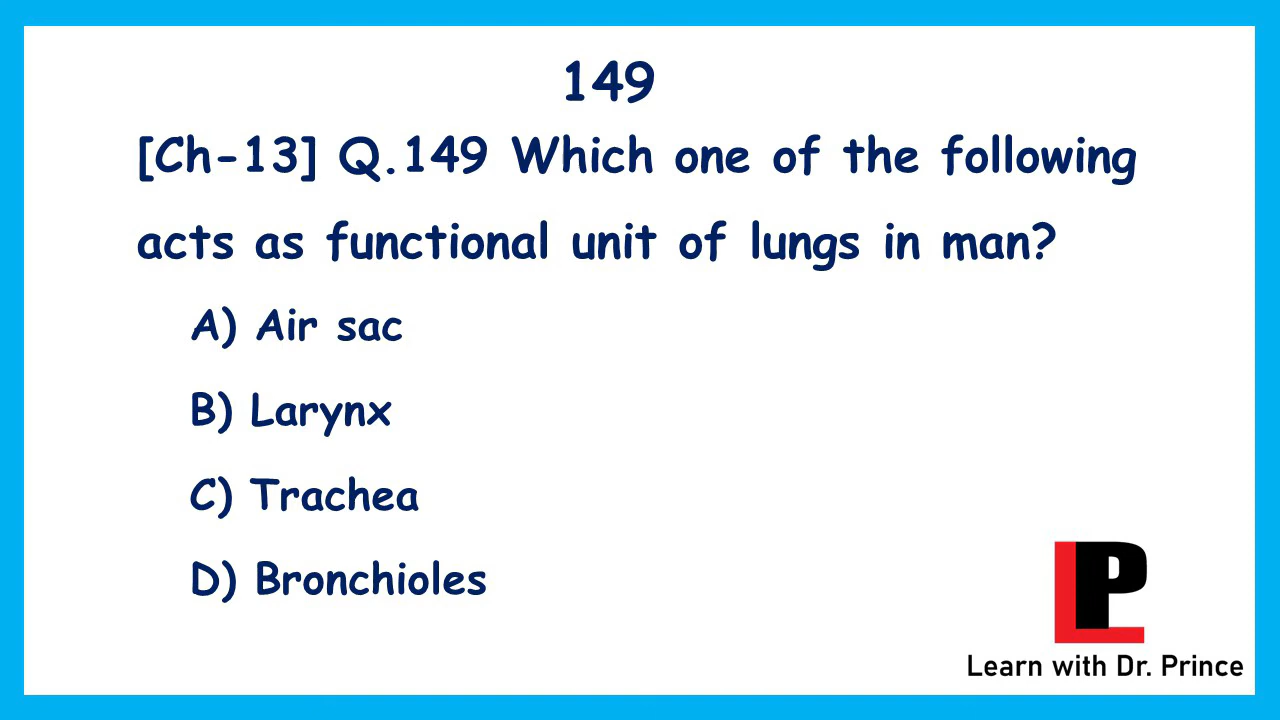 149
[Ch-13] Q.149 Which one of the following
acts as functional unit of lungs in man?
A) Air sac
B) Larynx
C) Trachea
D) Bronchioles
LP
Learn with Dr. Prince